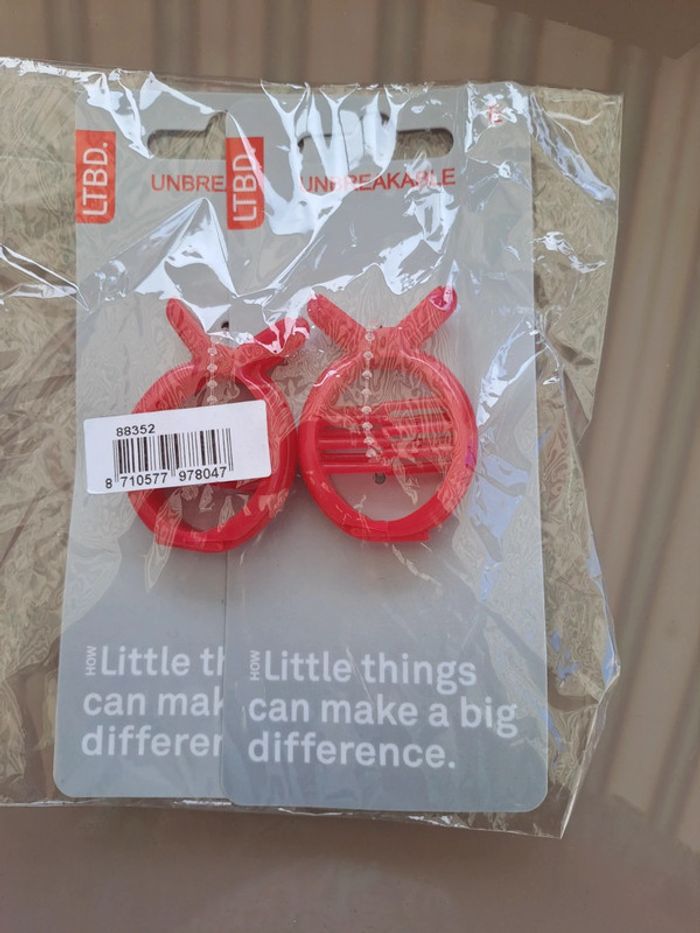 LTBD.
UNBRE
LTBD.
UNBREAKABLE
88352
8 710577 978047
HOW Little th
can mak
differen
HOW Little things
can make a big
difference.